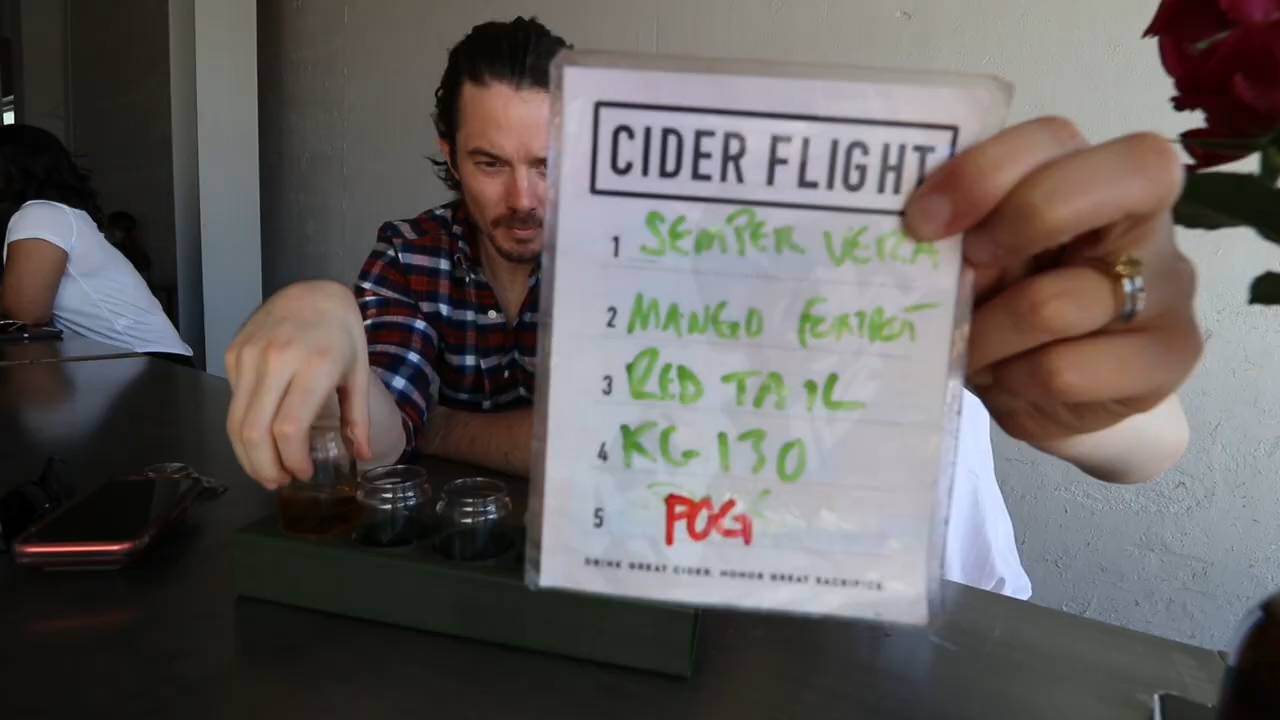 CIDER FLIGHT
1 SEMPER VERA
2 MANGO
3 RED TAIL
4 KG 130
5 POG
DRINK GREAT CIDER. HONOR GREAT SACRIFICE.